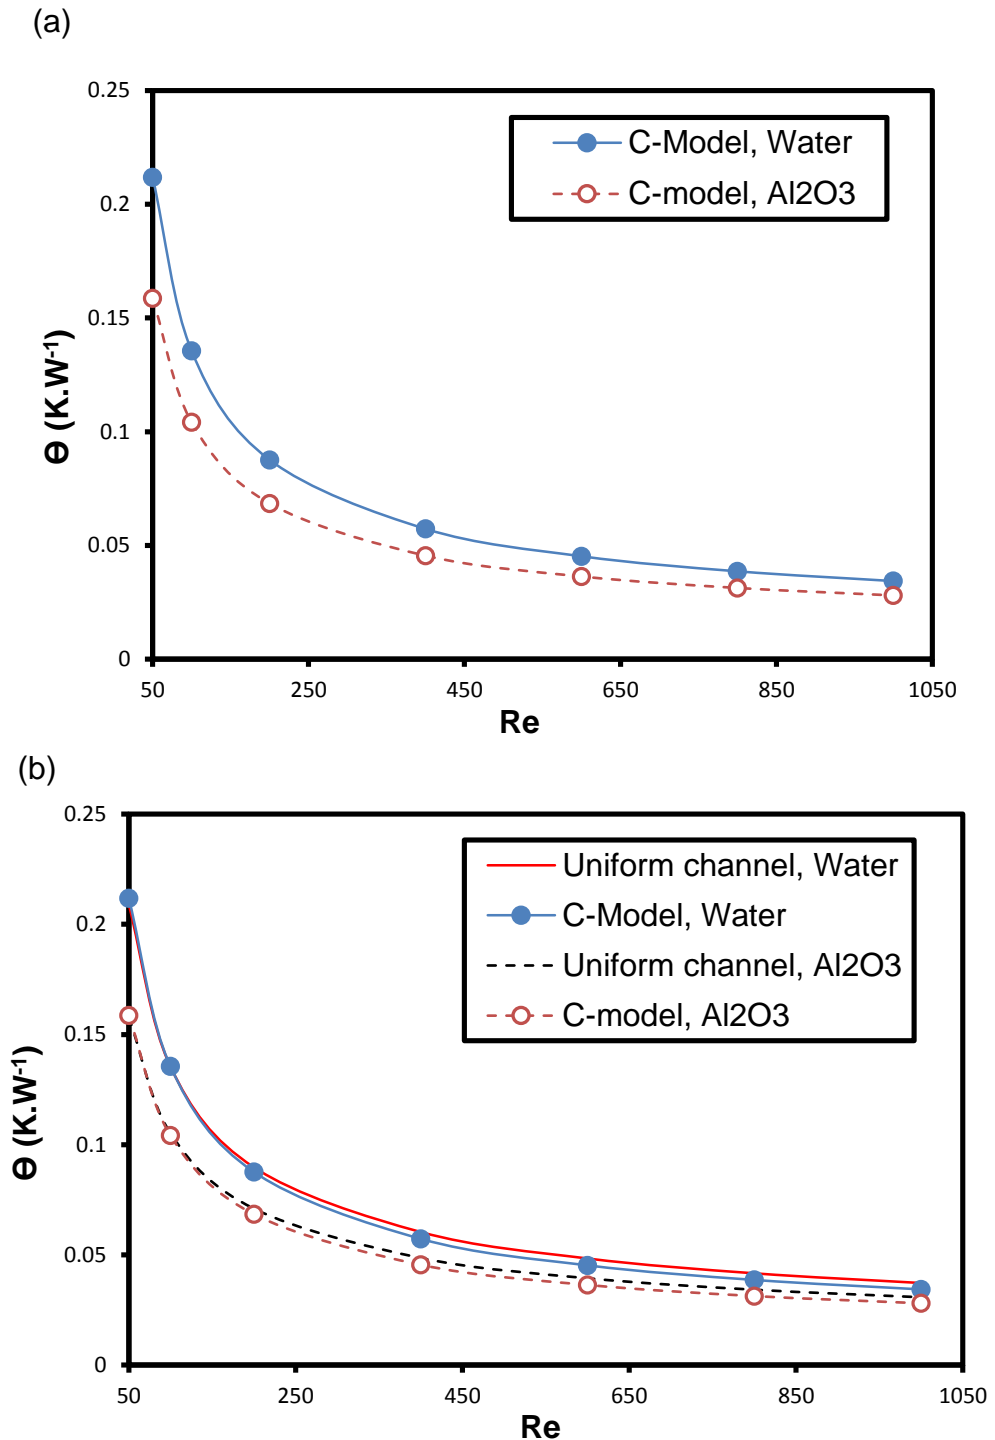 (a)
0.25
0.2
0.15
0.1
0.05
0
C-Model, Water
C-model, Al2O3
ϴ (K.W⁻¹)
50 250 450 650 850 1050
Re
(b)
0.25
0.2
0.15
0.1
0.05
0
Uniform channel, Water
C-Model, Water
Uniform channel, Al2O3
C-model, Al2O3
ϴ (K.W⁻¹)
50 250 450 650 850 1050
Re